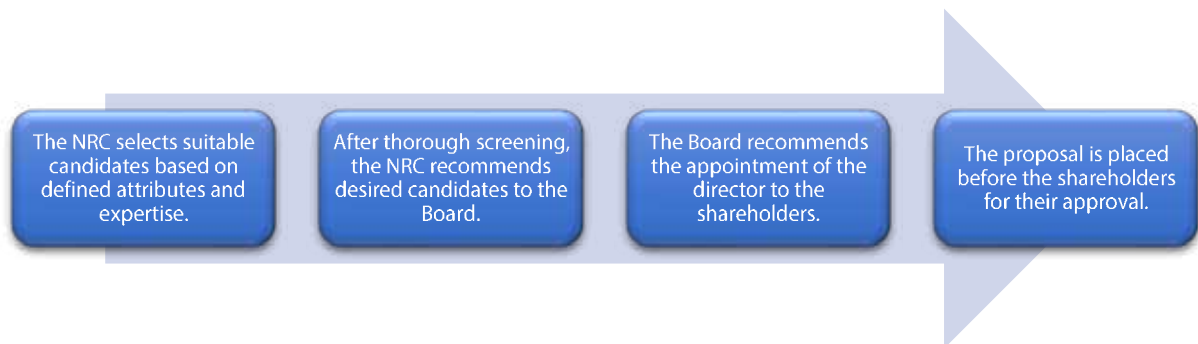 The NRC selects suitable
candidates based on
defined attributes and
expertise.
After thorough screening,
the NRC recommends
desired candidates to the
Board.
The Board recommends
the appointment of the
director to the
shareholders.
The proposal is placed
before the shareholders
for their approval.